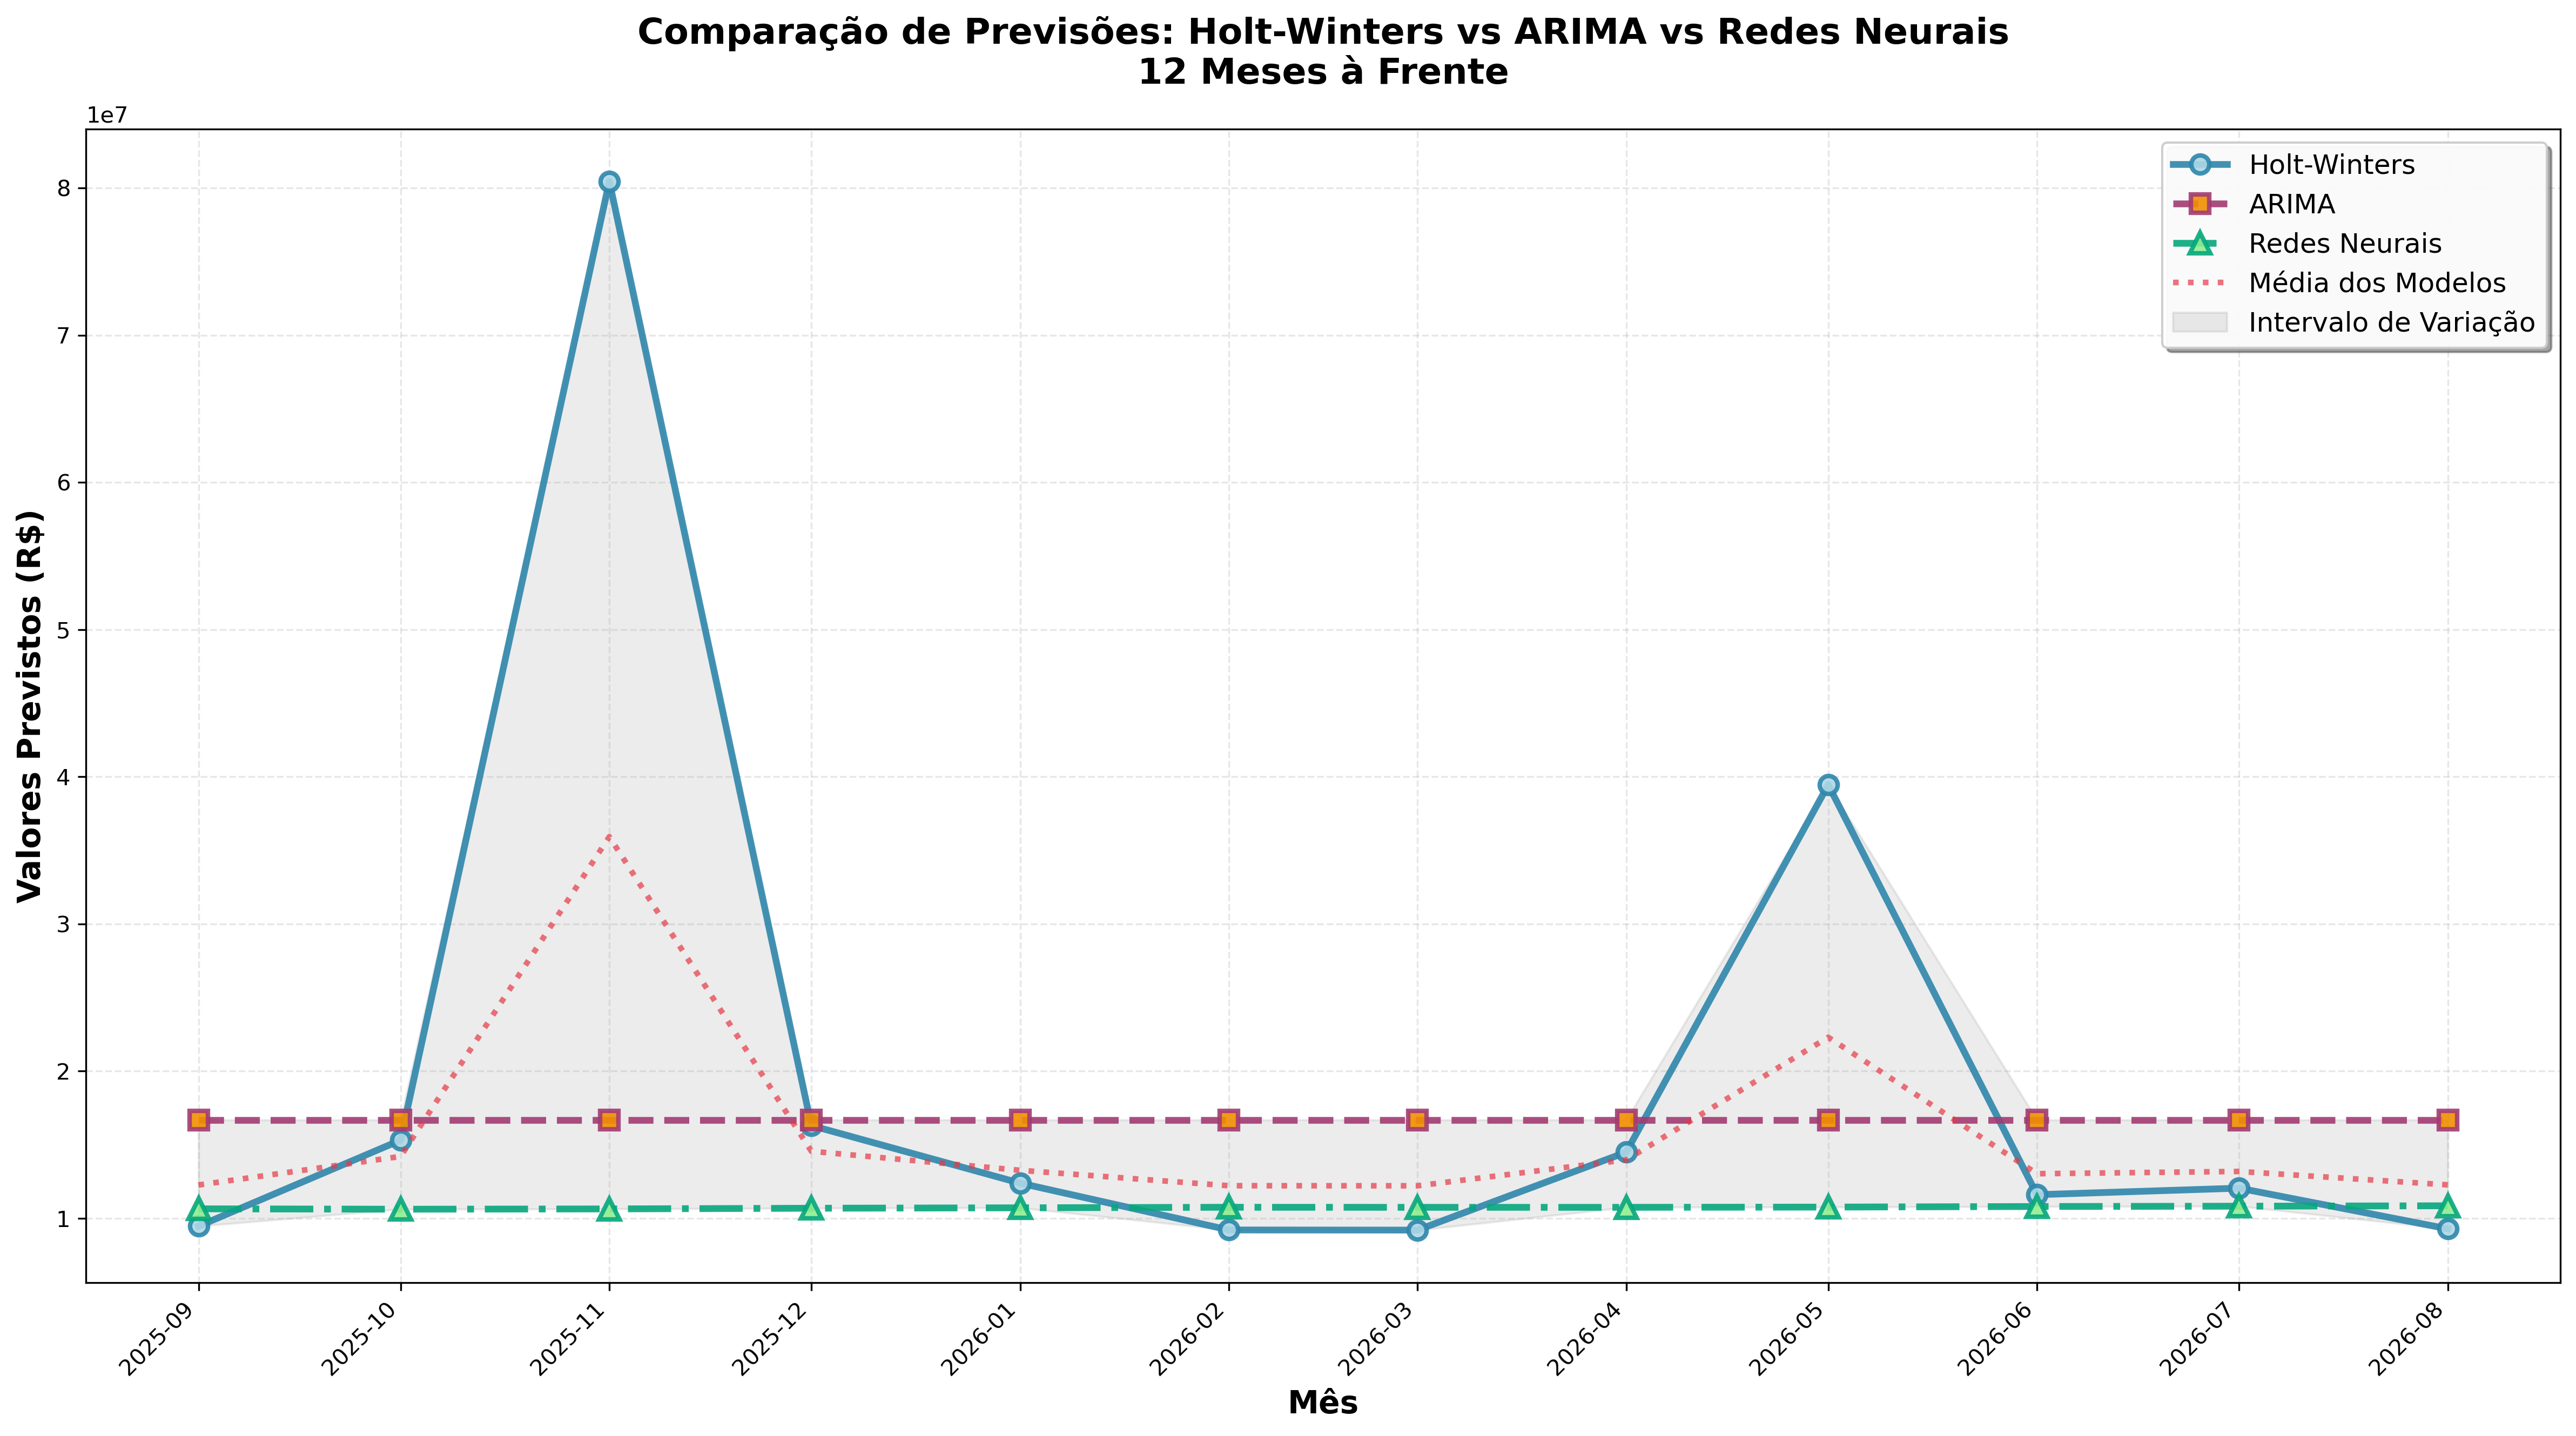 Comparação de Previsões: Holt-Winters vs ARIMA vs Redes Neurais
12 Meses à Frente
1e7
Holt-Winters
ARIMA
Redes Neurais
Média dos Modelos
Intervalo de Variação
Valores Previstos (R$)
8
7
6
5
4
3
2
1
2025-09
2025-10
2025-11
2025-12
2026-01
2026-02
2026-03
2026-04
2026-05
2026-06
2026-07
2026-08
Mês